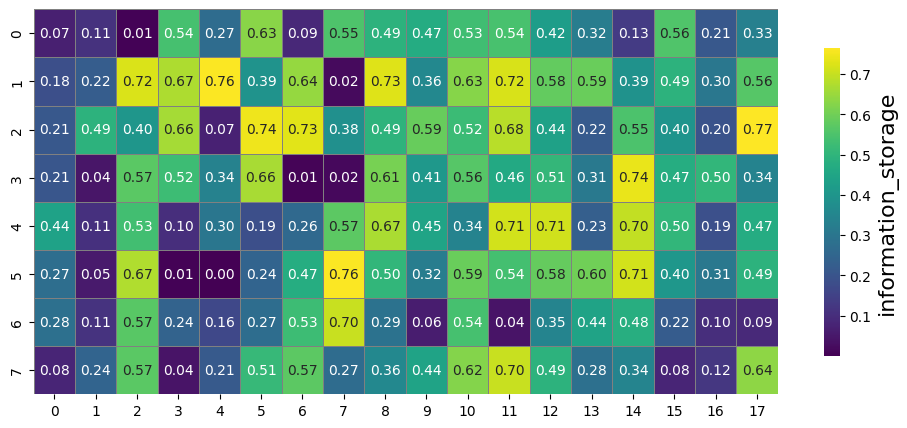 0 0.07 0.11 0.01 0.54 0.27 0.63 0.09 0.55 0.49 0.47 0.53 0.54 0.42 0.32 0.13 0.56 0.21 0.33
1 0.18 0.22 0.72 0.67 0.76 0.39 0.64 0.02 0.73 0.36 0.63 0.72 0.58 0.59 0.39 0.49 0.30 0.56
2 0.21 0.49 0.40 0.66 0.07 0.74 0.73 0.38 0.49 0.59 0.52 0.68 0.44 0.22 0.55 0.40 0.20 0.77
3 0.21 0.04 0.57 0.52 0.34 0.66 0.01 0.02 0.61 0.41 0.56 0.46 0.51 0.31 0.74 0.47 0.50 0.34
4 0.44 0.11 0.53 0.10 0.30 0.19 0.26 0.57 0.67 0.45 0.34 0.71 0.71 0.23 0.70 0.50 0.19 0.47
5 0.27 0.05 0.67 0.01 0.00 0.24 0.47 0.76 0.50 0.32 0.59 0.54 0.58 0.60 0.71 0.40 0.31 0.49
6 0.28 0.11 0.57 0.24 0.16 0.27 0.53 0.70 0.29 0.06 0.54 0.04 0.35 0.44 0.48 0.22 0.10 0.09
7 0.08 0.24 0.57 0.04 0.21 0.51 0.57 0.27 0.36 0.44 0.62 0.70 0.49 0.28 0.34 0.08 0.12 0.64
0 1 2 3 4 5 6 7 8 9 10 11 12 13 14 15 16 17
0.7
0.6
0.5
0.4
0.3
0.2
0.1
information_storage